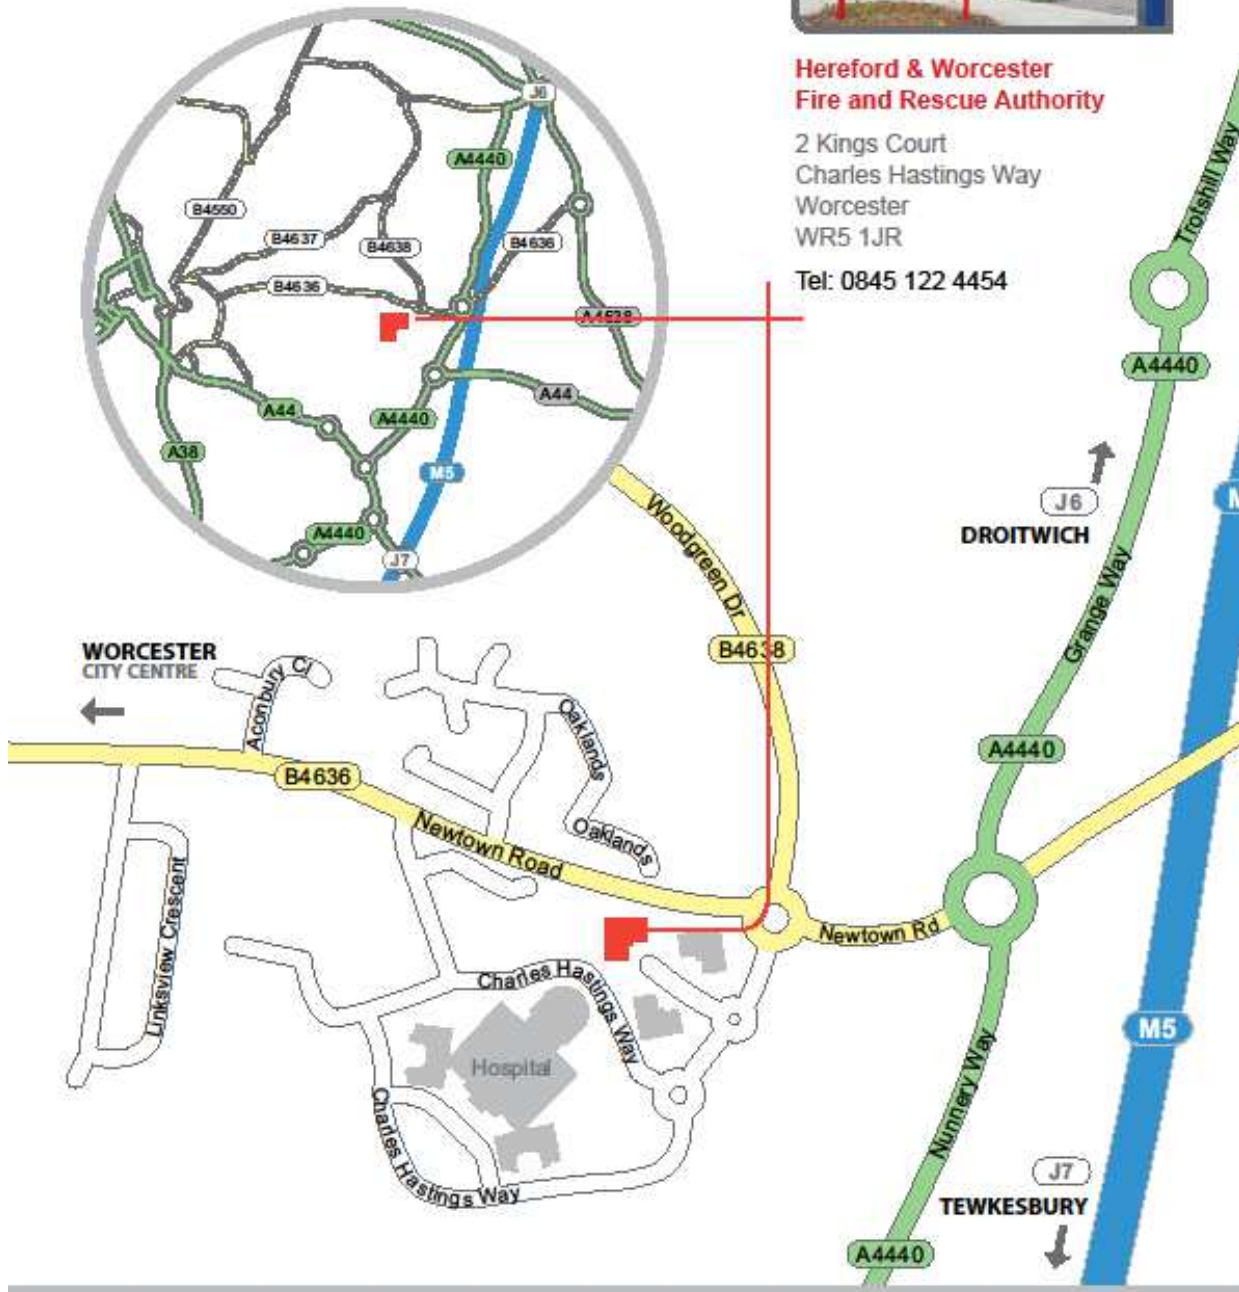 Hereford & Worcester
Fire and Rescue Authority
2 Kings Court
Charles Hastings Way
Worcester
WR5 1JR
Tel: 0845 122 4454
J6
A4440
B4550
B4637
B4638
B4636
B4636
A4538
A44
A44
A4440
A38
M5
A4440
J7
Trotshill Way
A4440
J6
DROITWICH
Woodgreen Dr
B4638
Grange Way
A4440
WORCESTER
CITY CENTRE
Aconbury Cl
Oaklands
Oaklands
B4636
Newtown Road
Newtown Rd
Linksview Crescent
Charles Hastings Way
Hospital
Charles Hastings Way
M5
Nunnery Way
J7
TEWKESBURY
A4440